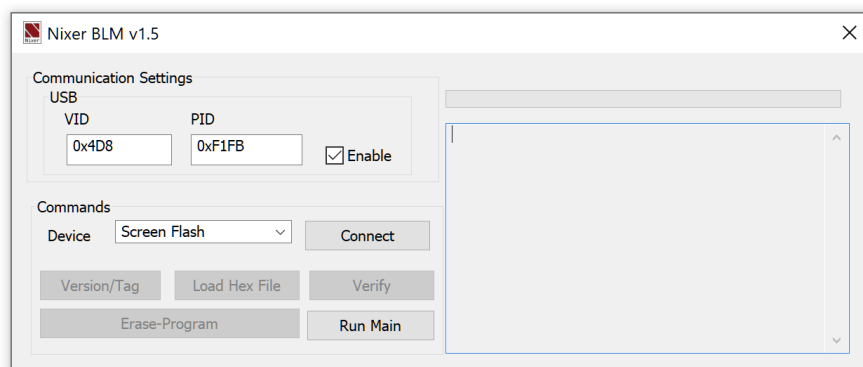 Nixer
Nixer BLM v1.5
Communication Settings
USB
VID
PID
0x4D8
0xF1FB
Enable
Commands
Device
Screen Flash
Connect
Version/Tag
Load Hex File
Verify
Erase-Program
Run Main